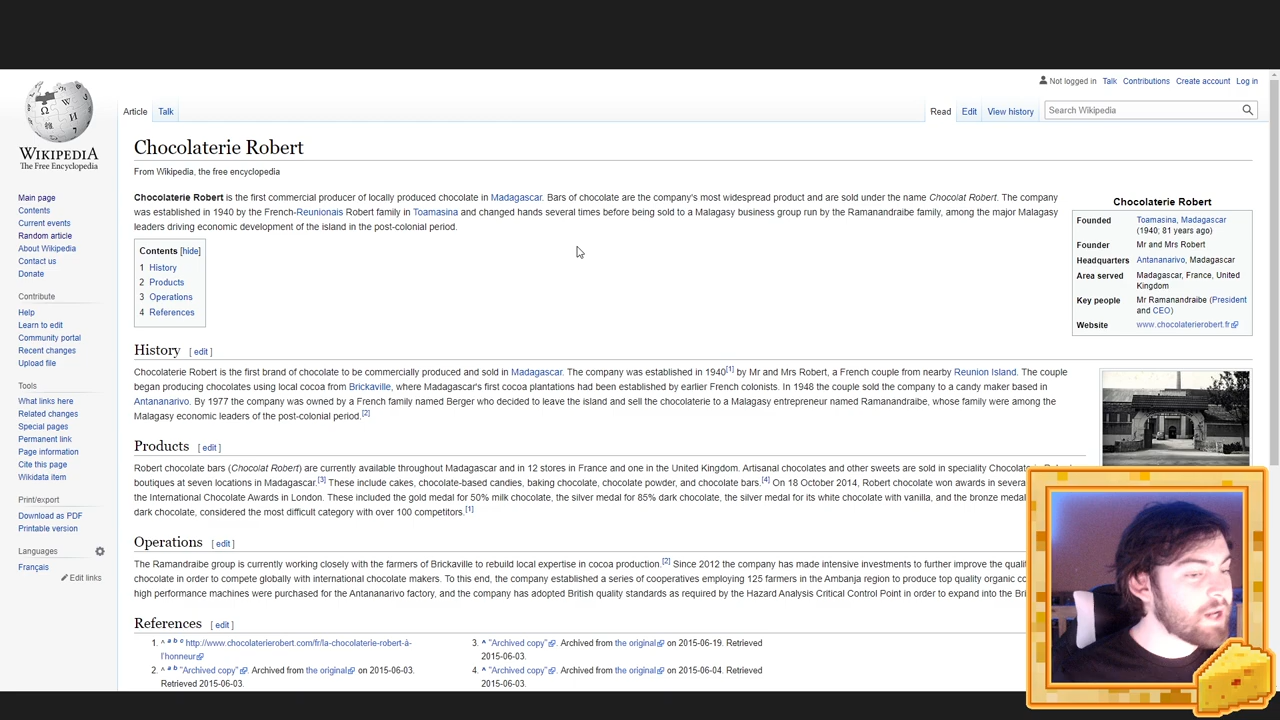 Not logged in Talk Contributions Create account Log in
Article Talk Read Edit View history Search Wikipedia
WIKIPEDIA
The Free Encyclopedia
Main page
Contents
Current events
Random article
About Wikipedia
Contact us
Donate
Contribute
Help
Learn to edit
Community portal
Recent changes
Upload file
Tools
What links here
Related changes
Special pages
Permanent link
Page information
Cite this page
Wikidata item
Print/export
Download as PDF
Printable version
Languages
Français
Edit links
Chocolaterie Robert
From Wikipedia, the free encyclopedia
Chocolaterie Robert is the first commercial producer of locally produced chocolate in Madagascar. Bars of chocolate are the company's most widespread product and are sold under the name Chocolat Robert. The company
was established in 1940 by the French-Reunionais Robert family in Toamasina and changed hands several times before being sold to a Malagasy business group run by the Ramanandraibe family, among the major Malagasy
leaders driving economic development of the island in the post-colonial period.
Chocolaterie Robert
Founded Toamasina, Madagascar
(1940; 81 years ago)
Founder Mr and Mrs Robert
Headquarters Antananarivo, Madagascar
Area served Madagascar, France, United
Kingdom
Key people Mr Ramanandraibe (President
and CEO)
Website www.chocolaterierobert.fr
Contents [hide]
1 History
2 Products
3 Operations
4 References
History [ edit ]
Chocolaterie Robert is the first brand of chocolate to be commercially produced and sold in Madagascar. The company was established in 1940[1] by Mr and Mrs Robert, a French couple from nearby Reunion Island. The couple
began producing chocolates using local cocoa from Brickaville, where Madagascar's first cocoa plantations had been established by earlier French colonists. In 1948 the couple sold the company to a candy maker based in
Antananarivo. By 1977 the company was owned by a French family named Berger who decided to leave the island and sell the chocolaterie to a Malagasy entrepreneur named Ramanandraibe, whose family were among the
Malagasy economic leaders of the post-colonial period.[2]
Products [ edit ]
Robert chocolate bars (Chocolat Robert) are currently available throughout Madagascar and in 12 stores in France and one in the United Kingdom. Artisanal chocolates and other sweets are sold in speciality
boutiques at seven locations in Madagascar.[3] These include cakes, chocolate-based candies, baking chocolate, chocolate powder, and chocolate bars.[4] On 18 October 2014, Robert chocolate won awards in
the International Chocolate Awards in London. These included the gold medal for 50% milk chocolate, the silver medal for 85% dark chocolate, the silver medal for its white chocolate with vanilla, and the bronze medal
dark chocolate, considered the most difficult category with over 100 competitors.[1]
Operations [ edit ]
The Ramandraibe group is currently working closely with the farmers of Brickaville to rebuild local expertise in cocoa production.[2] Since 2012 the company has made intensive investments to further improve the
chocolate in order to compete globally with international chocolate makers. To this end, the company established a series of cooperatives employing 125 farmers in the Ambanja region to produce top quality organic
high performance machines were purchased for the Antananarivo factory, and the company has adopted British quality standards as required by the Hazard Analysis Critical Control Point in order to expand into the
References [ edit ]
1. ^ a b c http://www.chocolaterierobert.com/fr/la-chocolaterie-robert-à-
l'honneur
2. ^ a b "Archived copy". Archived from the original on 2015-06-03.
Retrieved 2015-06-03.
3. ^ "Archived copy". Archived from the original on 2015-06-19. Retrieved
2015-06-03.
4. ^ "Archived copy". Archived from the original on 2015-06-04. Retrieved
2015-06-03.